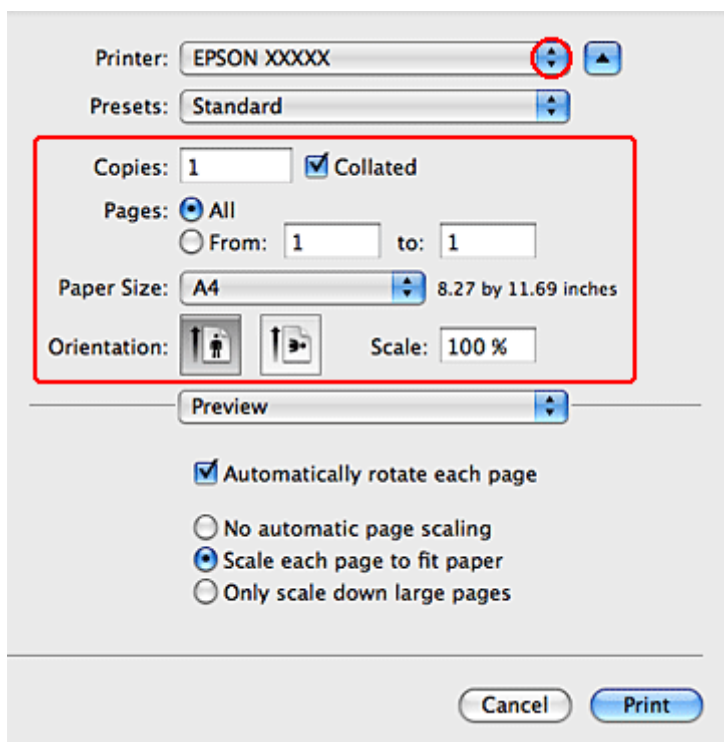 Printer: EPSON XXXXX
Presets: Standard
Copies: 1 Collated
Pages: All
From: 1 to: 1
Paper Size: A4 8.27 by 11.69 inches
Orientation: Scale: 100 %
Preview
Automatically rotate each page
No automatic page scaling
Scale each page to fit paper
Only scale down large pages
Cancel Print